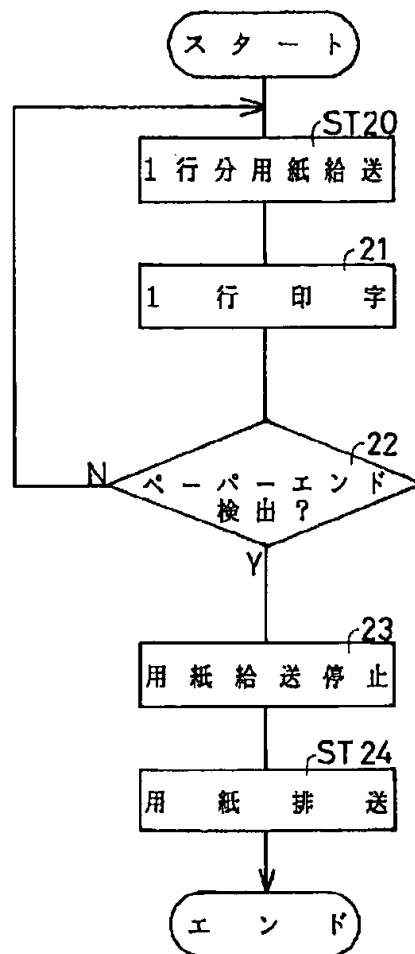 スタート
ST20
1行分用紙給送
21
1行印字
22
N
ペーパーエンド
検出?
Y
23
用紙給送停止
ST24
用紙排送
エンド